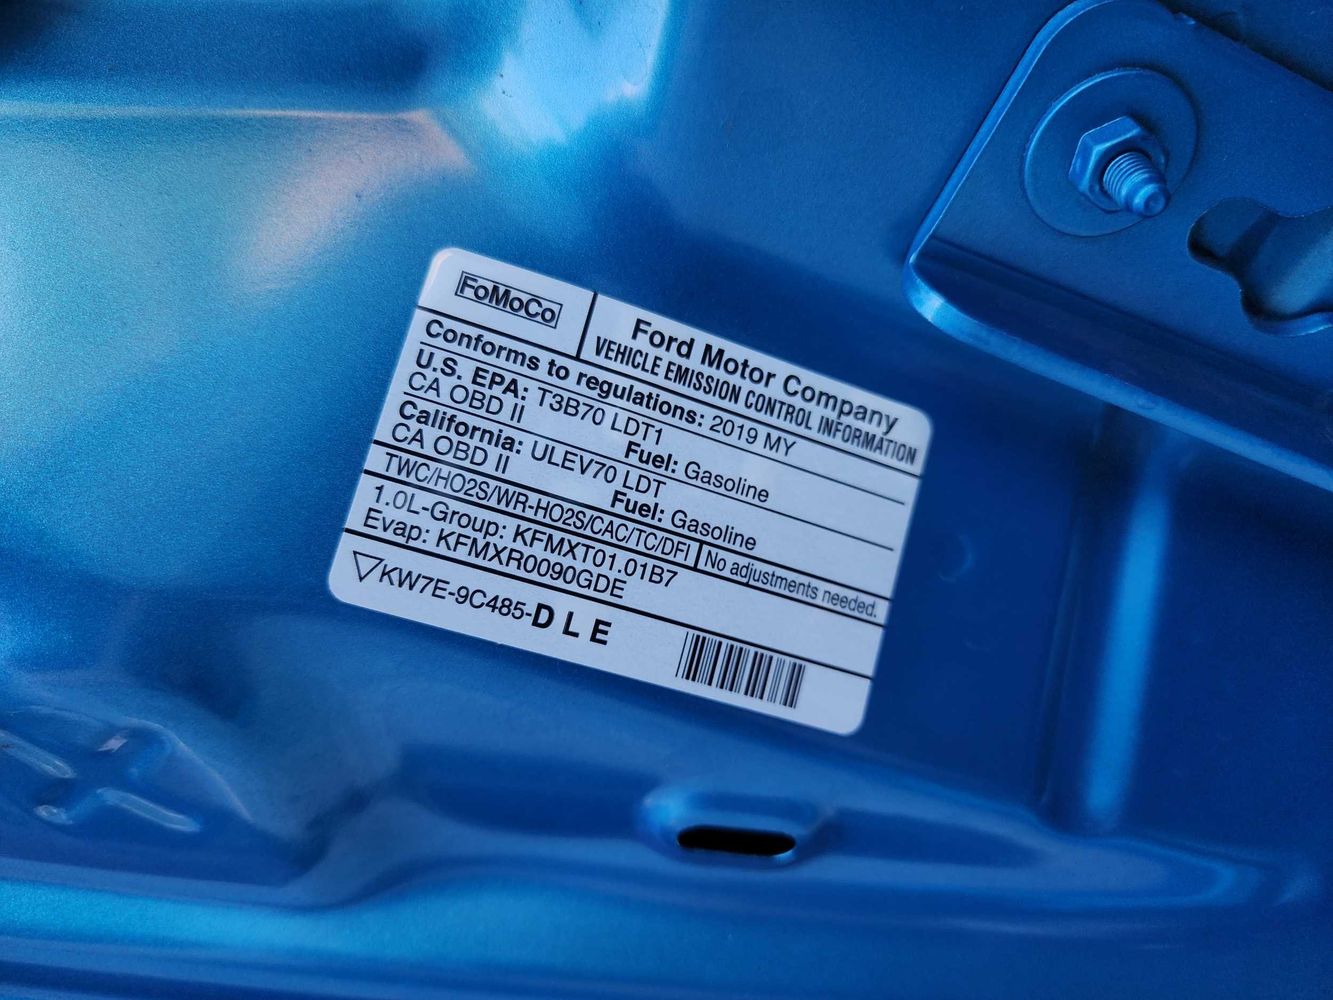 FoMoCo
Ford Motor Company
VEHICLE EMISSION CONTROL INFORMATION
Conforms to regulations: 2019 MY
U.S. EPA: T3B70 LDT1
CA OBD II Fuel: Gasoline
California: ULEV70 LDT
CA OBD II Fuel: Gasoline
TWC/HO2S/WR-HO2S/CAC/TC/DFI No adjustments needed.
1.0L-Group: KFMXT01.01B7
Evap: KFMXR0090GDE
KW7E-9C485-DLE